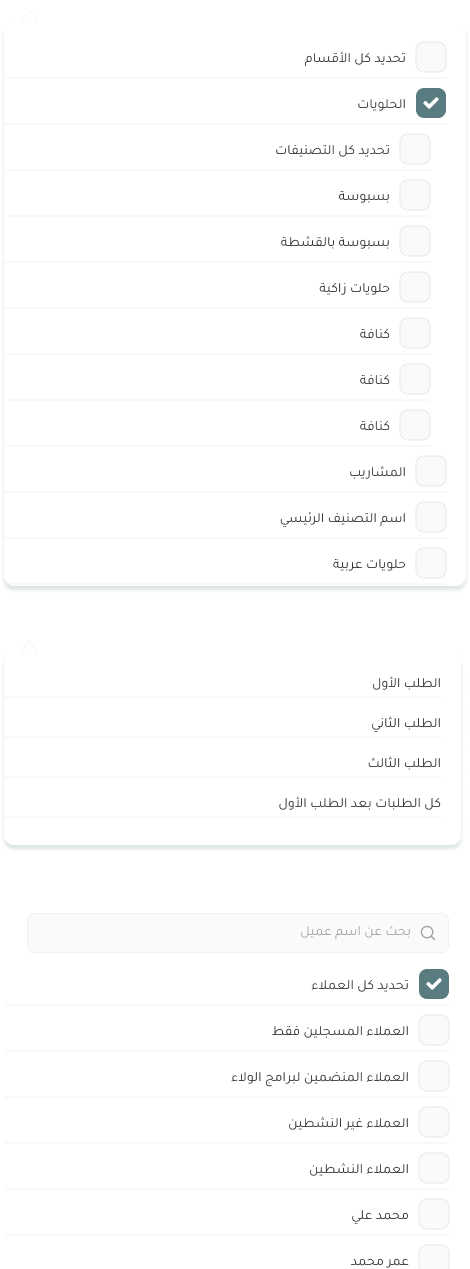 تحديد كل الأقسام
الحلويات
تحديد كل التصنيفات
بسبوسة
بسبوسة بالقشطة
حلويات زاكية
كنافة
كنافة
كنافة
المشاريب
اسم التصنيف الرئيسي
حلويات عربية
الطلب الأول
الطلب الثاني
الطلب الثالث
كل الطلبات بعد الطلب الأول
بحث عن اسم عميل
تحديد كل العملاء
العملاء المسجلين فقط
العملاء المنضمين لبرامج الولاء
العملاء غير النشطين
العملاء النشطين
محمد علي
عمر محمد